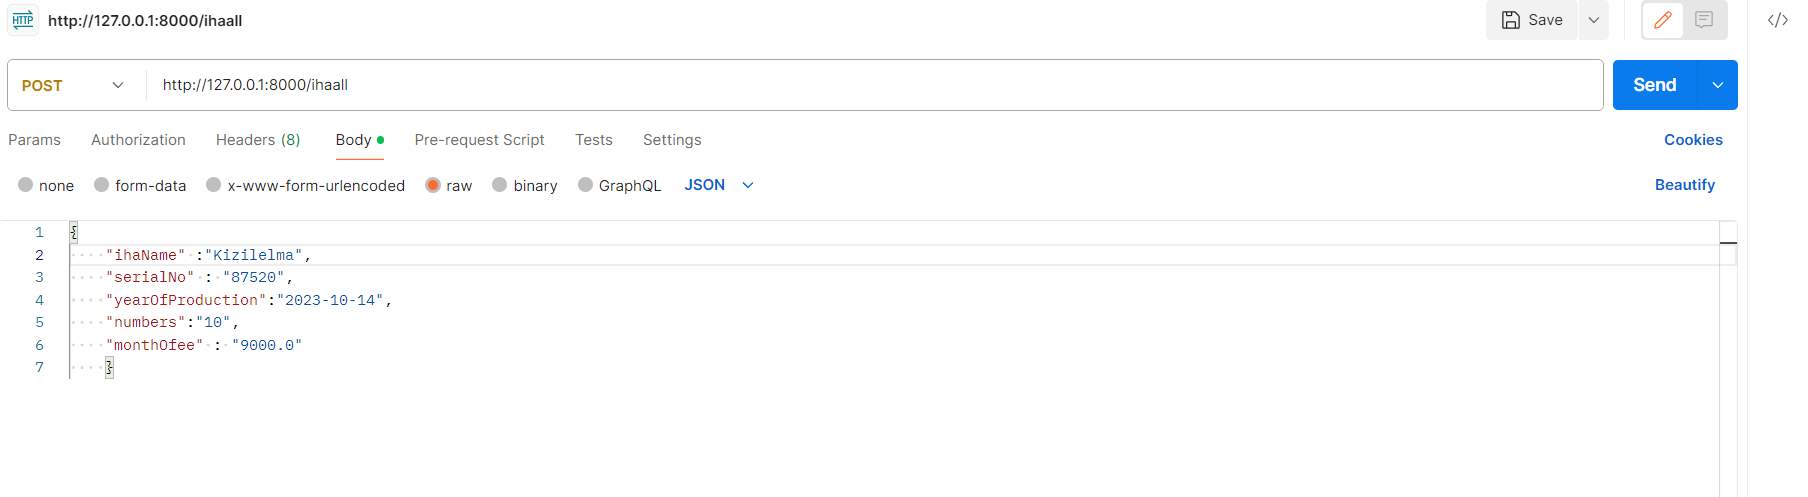 HTTP http://127.0.0.1:8000/ihaall Save </>
POST http://127.0.0.1:8000/ihaall Send
Params Authorization Headers (8) Body Pre-request Script Tests Settings Cookies
none form-data x-www-form-urlencoded raw binary GraphQL JSON Beautify
1 {
2 "ihaName" :"Kizilelma",
3 "serialNo" : "87520",
4 "yearOfProduction":"2023-10-14",
5 "numbers":"10",
6 "monthOfee" : "9000.0"
7 }